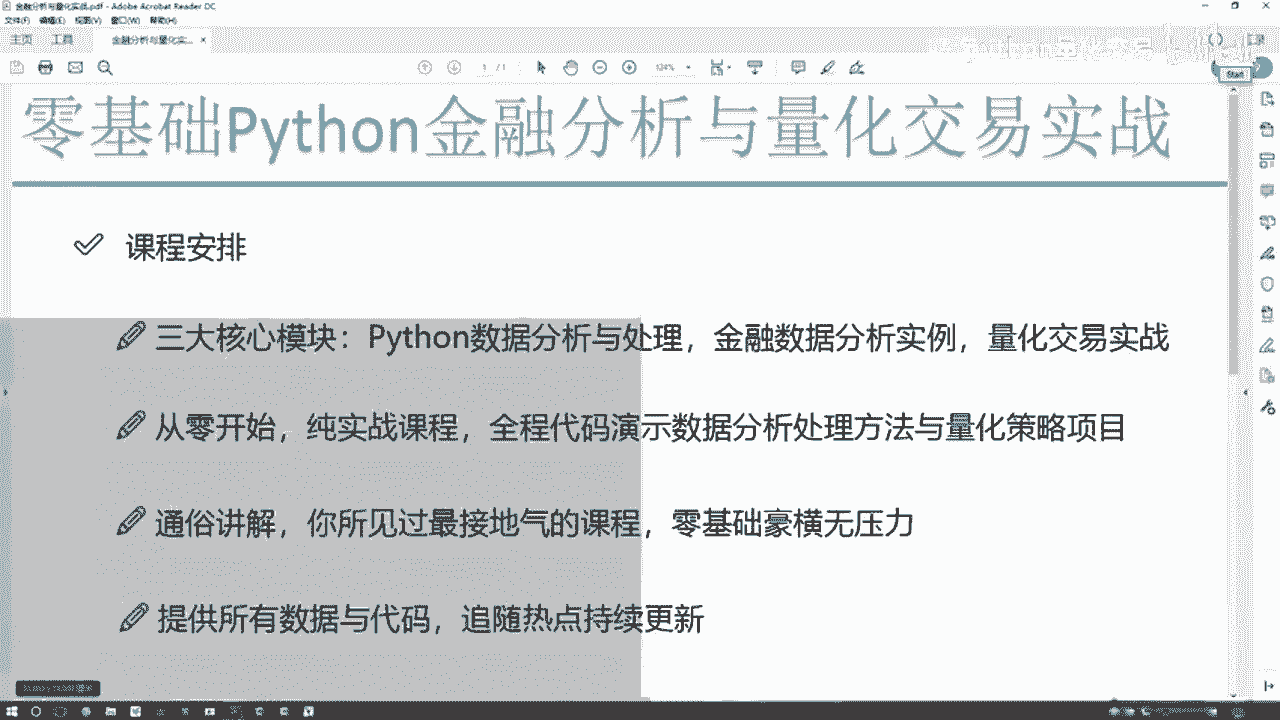 金融分析与量化实战.pdf - Adobe Acrobat Reader DC
文件(F) 编辑(E) 视图(V) 窗口(W) 帮助(H)
主页 工具 金融分析与量化实...
1 / 1 124%
Start
零基础Python金融分析与量化交易实战
课程安排
三大核心模块：Python数据分析与处理，金融数据分析实例，量化交易实战
从零开始，纯实战课程，全程代码演示数据分析处理方法与量化策略项目
通俗讲解，你所见过最接地气的课程，零基础豪横无压力
提供所有数据与代码，追随热点持续更新